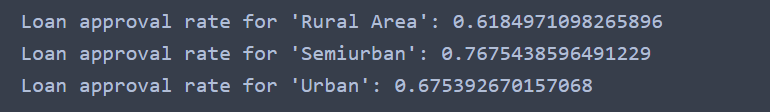 Loan approval rate for 'Rural Area': 0.6184971098265896
Loan approval rate for 'Semiurban': 0.7675438596491229
Loan approval rate for 'Urban': 0.675392670157068